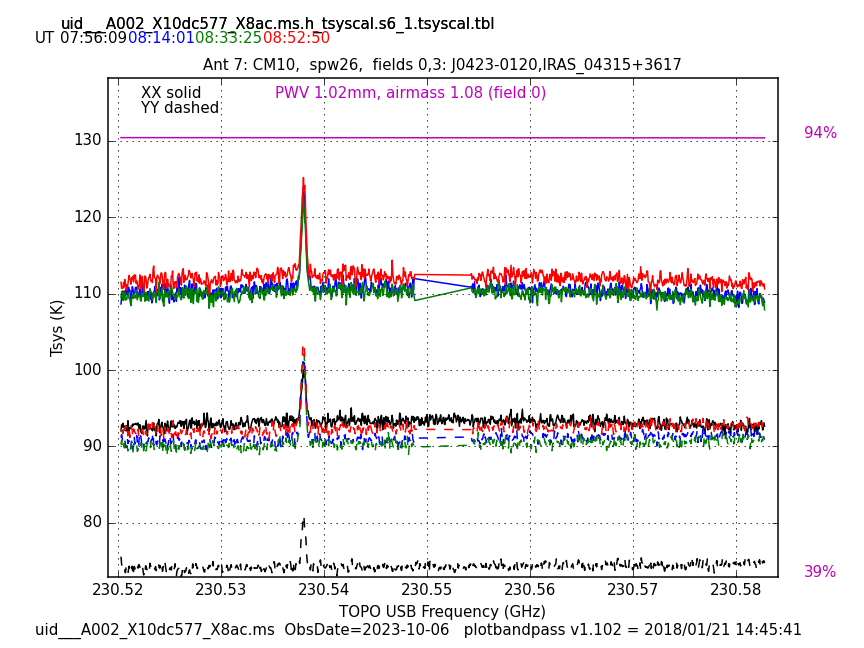 uid___A002_X10dc577_X8ac.ms.h_tsyscal.s6_1.tsyscal.tbl
UT 07:56:09 08:14:01 08:33:25 08:52:50
Ant 7: CM10,  spw26,  fields 0,3: J0423-0120,IRAS_04315+3617
XX solid
PWV 1.02mm, airmass 1.08 (field 0)
YY dashed
94%
130
120
110
100
90
80
Tsys (K)
39%
230.52 230.53 230.54 230.55 230.56 230.57 230.58
TOPO USB Frequency (GHz)
uid___A002_X10dc577_X8ac.ms  ObsDate=2023-10-06   plotbandpass v1.102 = 2018/01/21 14:45:41